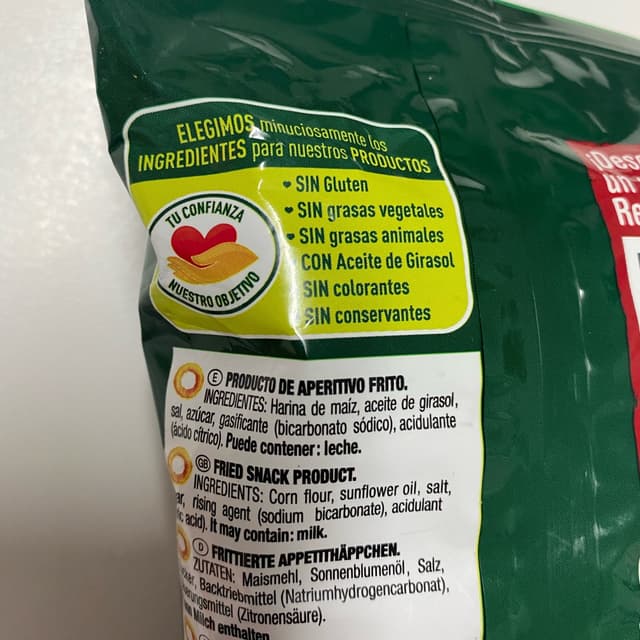 ELEGIMOS minuciosamente los
INGREDIENTES para nuestros PRODUCTOS
TU CONFIANZA
NUESTRO OBJETIVO
SIN Gluten
SIN grasas vegetales
SIN grasas animales
CON Aceite de Girasol
SIN colorantes
SIN conservantes
E PRODUCTO DE APERITIVO FRITO.
INGREDIENTES: Harina de maíz, aceite de girasol,
sal, azúcar, gasificante (bicarbonato sódico), acidulante
(ácido cítrico). Puede contener: leche.
GB FRIED SNACK PRODUCT.
INGREDIENTS: Corn flour, sunflower oil, salt,
rising agent (sodium bicarbonate), acidulant
acid). It may contain: milk.
D FRITTIERTE APPETITHÄPPCHEN.
ZUTATEN: Maismehl, Sonnenblumenöl, Salz,
Backtriebmittel (Natriumhydrogencarbonat),
(Zitronensäure).
Milch enthalten